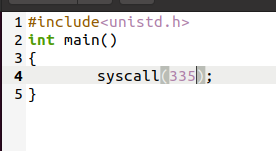 1 #include<unistd.h>
2 int main()
3 {
4 syscall(335);
5 }